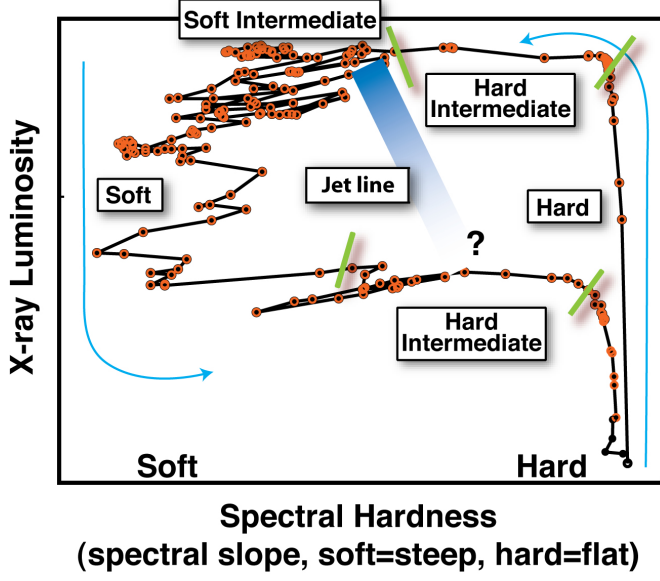 Soft Intermediate
Hard
Intermediate
Jet line
Soft
Hard
?
Hard
Intermediate
X-ray Luminosity
Soft
Hard
Spectral Hardness
(spectral slope, soft=steep, hard=flat)